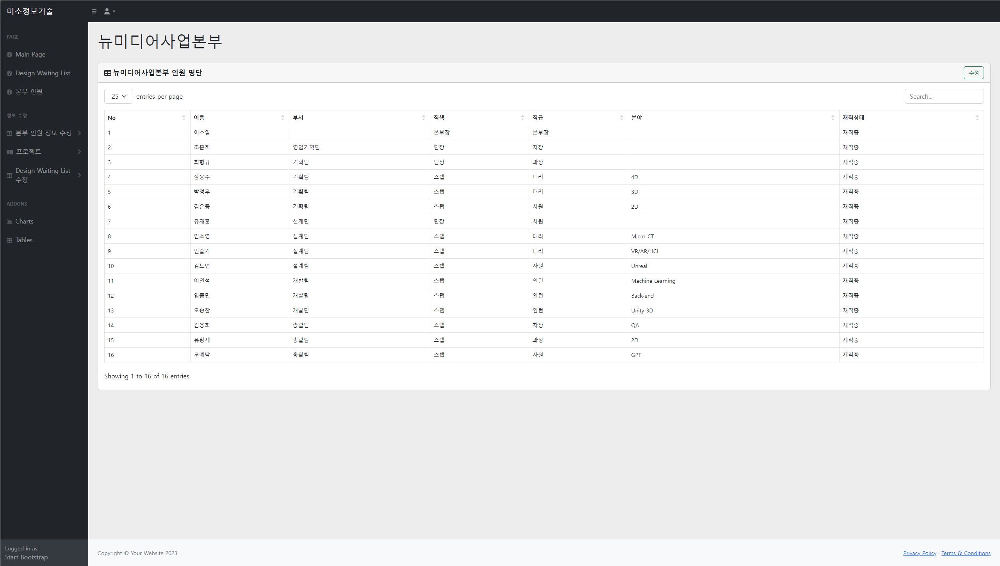 미소정보기술
PAGE
Main Page
Design Waiting List
본부 인원
정보 수정
본부 인원 정보 수정
프로젝트
Design Waiting List
수정
ADDONS
Charts
Tables
Logged in as:
Start Bootstrap
뉴미디어사업본부
뉴미디어사업본부 인원 명단
수정
25 entries per page
Search...
No 이름 부서 직책 직급 분야 재직상태
1 이소일 본부장 본부장 재직중
2 조문희 영업기획팀 팀장 차장 재직중
3 최형규 기획팀 팀장 과장 재직중
4 장용수 기획팀 스탭 대리 4D 재직중
5 박정우 기획팀 스탭 대리 3D 재직중
6 김은종 기획팀 스탭 사원 2D 재직중
7 유재훈 설계팀 팀장 사원 재직중
8 임소영 설계팀 스탭 대리 Micro-CT 재직중
9 민슬기 설계팀 스탭 대리 VR/AR/HCI 재직중
10 김도연 설계팀 스탭 사원 Unreal 재직중
11 이인석 개발팀 스탭 인턴 Machine Learning 재직중
12 임종민 개발팀 스탭 인턴 Back-end 재직중
13 오승찬 개발팀 스탭 인턴 Unity 3D 재직중
14 김용희 총괄팀 스탭 차장 QA 재직중
15 유황재 총괄팀 스탭 과장 2D 재직중
16 문예담 총괄팀 스탭 사원 GPT 재직중
Showing 1 to 16 of 16 entries
Copyright © Your Website 2023
Privacy Policy · Terms & Conditions